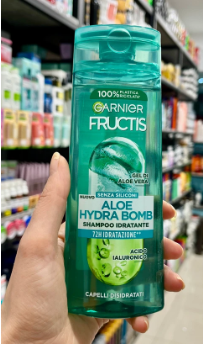 100% PLASTICA
RICICLATA
GARNIER
FRUCTIS
GEL DI
ALOE VERA
SENZA SILICONI
NUOVO
ALOE
HYDRA BOMB
SHAMPOO IDRATANTE
72H IDRATAZIONE**
ACIDO
IALURONICO
CAPELLI DISIDRATATI